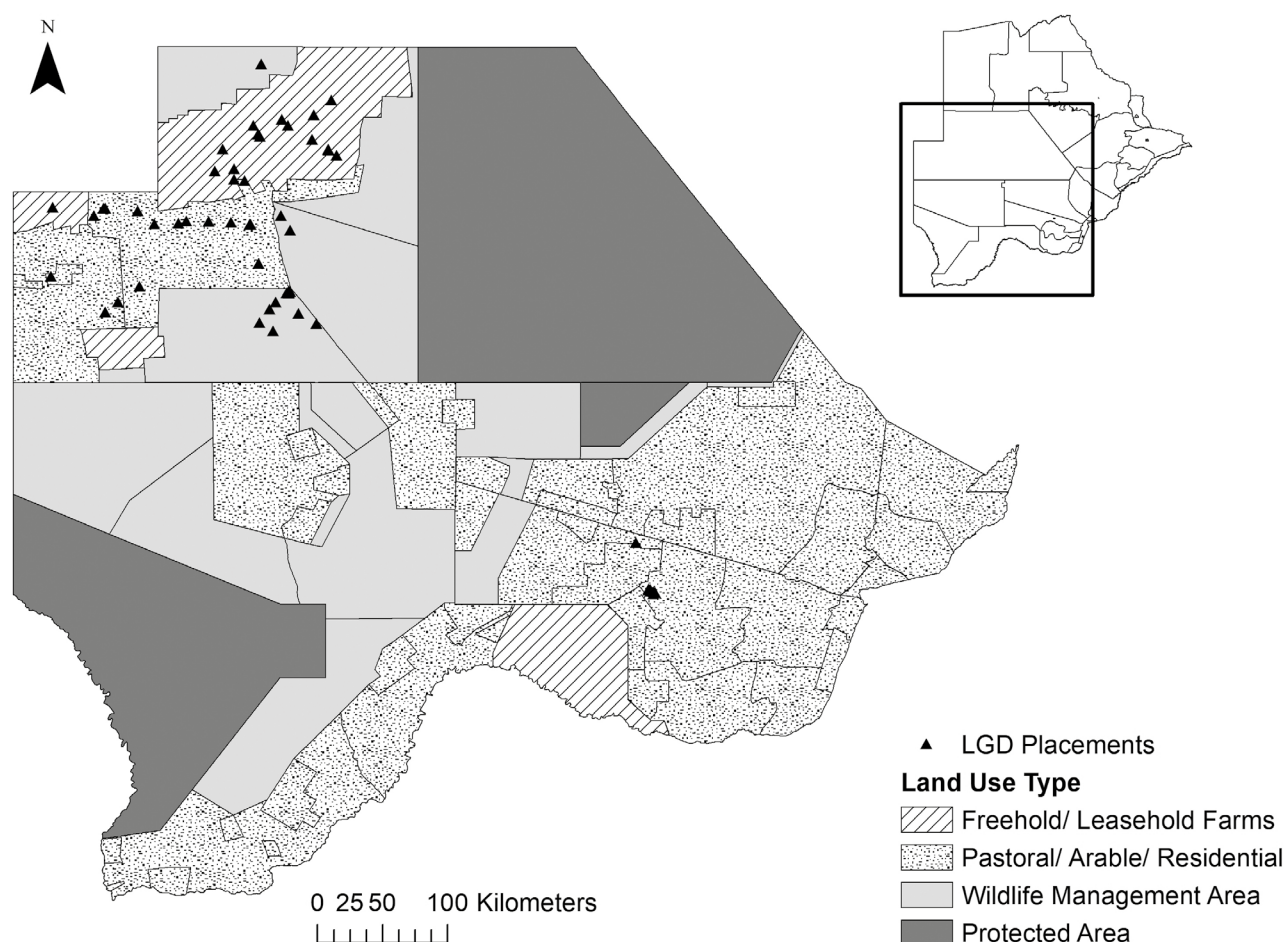 N
LGD Placements
Land Use Type
Freehold/ Leasehold Farms
Pastoral/ Arable/ Residential
Wildlife Management Area
Protected Area
0 25 50 100 Kilometers